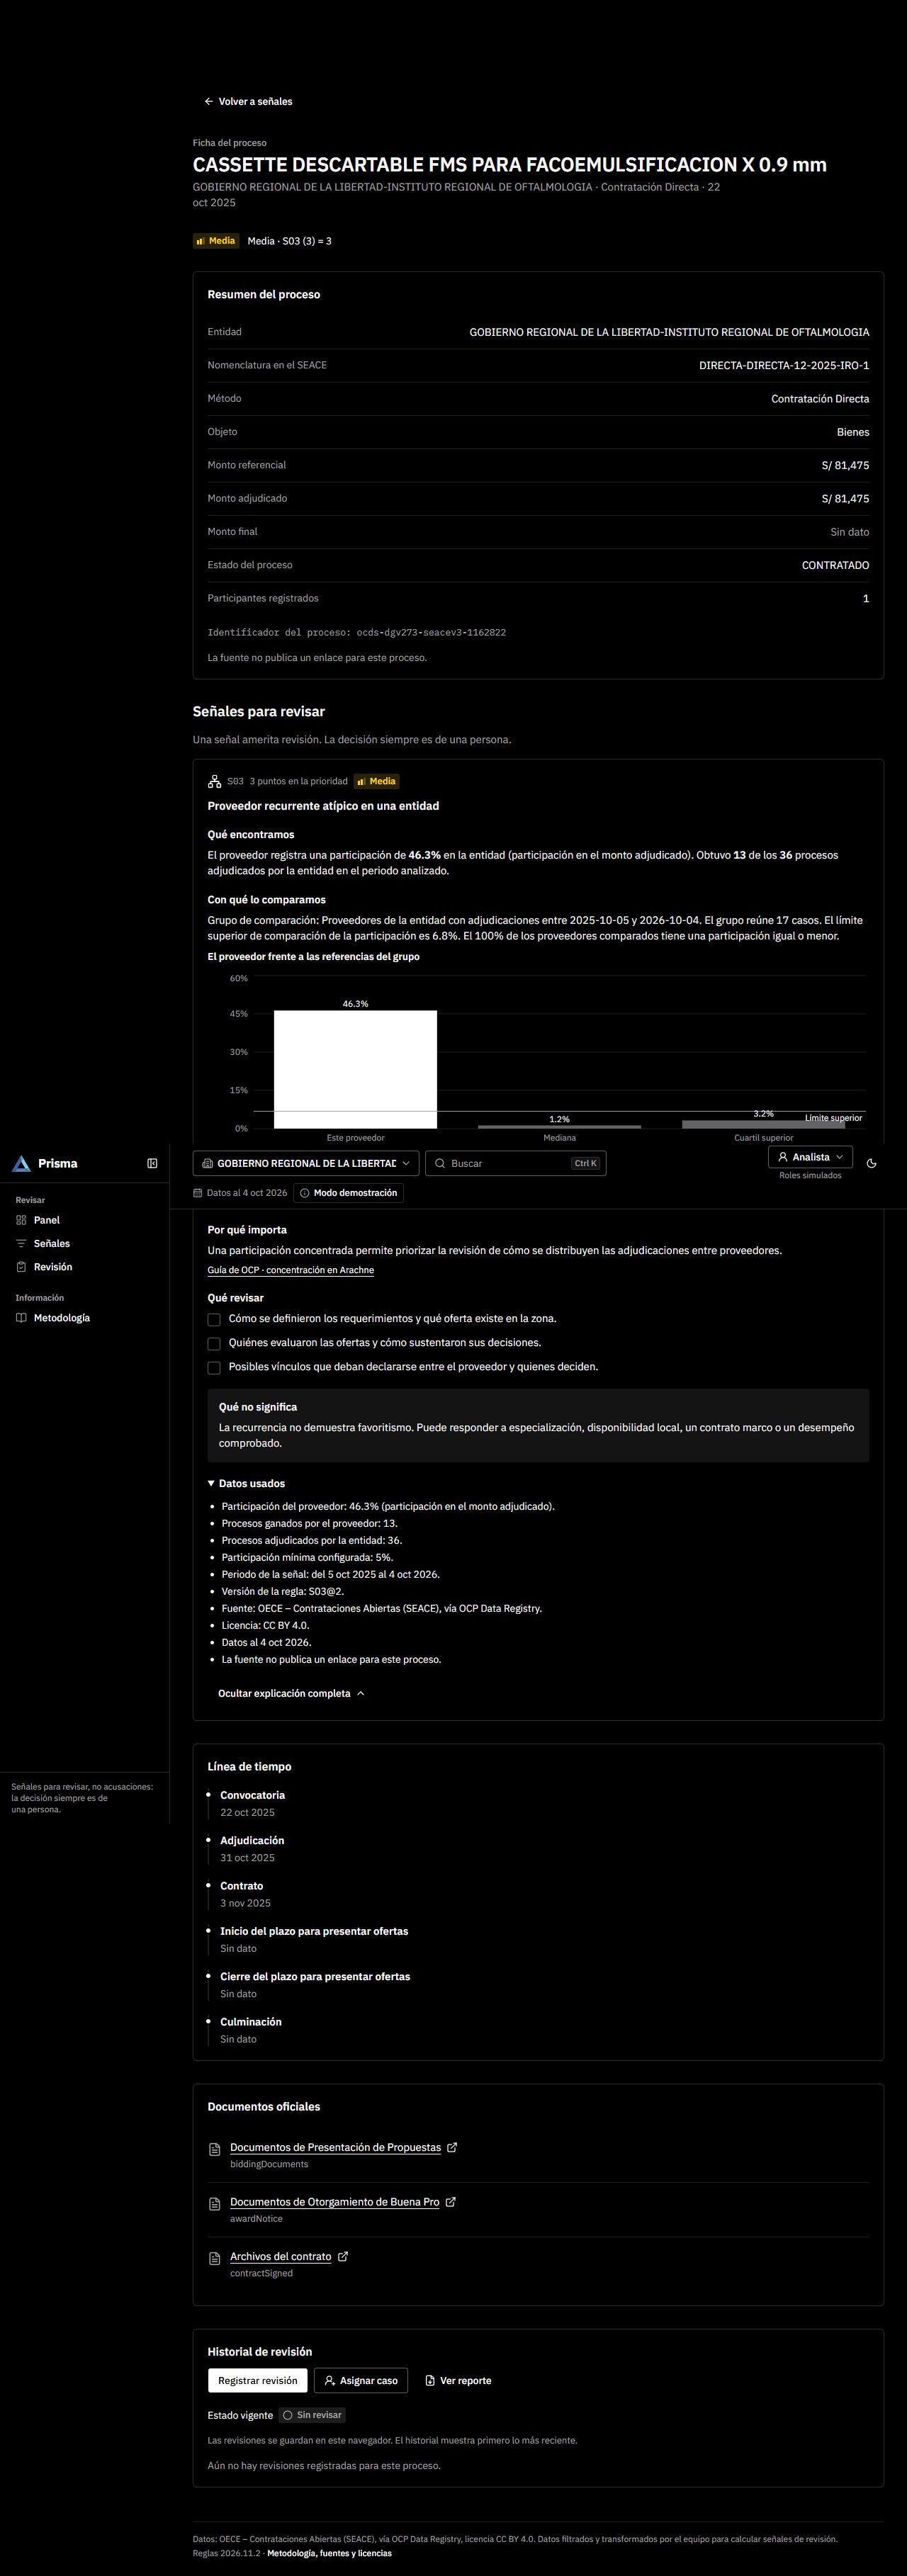 Volver a señales
Ficha del proceso
CASSETTE DESCARTABLE FMS PARA FACOEMULSIFICACION X 0.9 mm
GOBIERNO REGIONAL DE LA LIBERTAD-INSTITUTO REGIONAL DE OFTALMOLOGIA · Contratación Directa · 22
oct 2025
Media Media · S03 (3) = 3
Resumen del proceso
Entidad GOBIERNO REGIONAL DE LA LIBERTAD-INSTITUTO REGIONAL DE OFTALMOLOGIA
Nomenclatura en el SEACE DIRECTA-DIRECTA-12-2025-IRO-1
Método Contratación Directa
Objeto Bienes
Monto referencial S/ 81,475
Monto adjudicado S/ 81,475
Monto final Sin dato
Estado del proceso CONTRATADO
Participantes registrados 1
Identificador del proceso: ocds-dgv273-seacev3-1162822
La fuente no publica un enlace para este proceso.
Señales para revisar
Una señal amerita revisión. La decisión siempre es de una persona.
S03 3 puntos en la prioridad Media
Proveedor recurrente atípico en una entidad
Qué encontramos
El proveedor registra una participación de 46.3% en la entidad (participación en el monto adjudicado). Obtuvo 13 de los 36 procesos
adjudicados por la entidad en el periodo analizado.
Con qué lo comparamos
Grupo de comparación: Proveedores de la entidad con adjudicaciones entre 2025-10-05 y 2026-10-04. El grupo reúne 17 casos. El límite
superior de comparación de la participación es 6.8%. El 100% de los proveedores comparados tiene una participación igual o menor.
El proveedor frente a las referencias del grupo
60%
46.3%
45%
30%
15%
1.2% 3.2% Límite superior
0%
Este proveedor Mediana Cuartil superior
Prisma
GOBIERNO REGIONAL DE LA LIBERTAD
Buscar Ctrl K
Analista
Roles simulados
Datos al 4 oct 2026 Modo demostración
Revisar
Panel
Señales
Revisión
Información
Metodología
Por qué importa
Una participación concentrada permite priorizar la revisión de cómo se distribuyen las adjudicaciones entre proveedores.
Guía de OCP · concentración en Arachne
Qué revisar
Cómo se definieron los requerimientos y qué oferta existe en la zona.
Quiénes evaluaron las ofertas y cómo sustentaron sus decisiones.
Posibles vínculos que deban declararse entre el proveedor y quienes deciden.
Qué no significa
La recurrencia no demuestra favoritismo. Puede responder a especialización, disponibilidad local, un contrato marco o un desempeño
comprobado.
Datos usados
Participación del proveedor: 46.3% (participación en el monto adjudicado).
Procesos ganados por el proveedor: 13.
Procesos adjudicados por la entidad: 36.
Participación mínima configurada: 5%.
Periodo de la señal: del 5 oct 2025 al 4 oct 2026.
Versión de la regla: S03@2.
Fuente: OECE – Contrataciones Abiertas (SEACE), vía OCP Data Registry.
Licencia: CC BY 4.0.
Datos al 4 oct 2026.
La fuente no publica un enlace para este proceso.
Ocultar explicación completa
Señales para revisar, no acusaciones:
la decisión siempre es de
una persona.
Línea de tiempo
Convocatoria
22 oct 2025
Adjudicación
31 oct 2025
Contrato
3 nov 2025
Inicio del plazo para presentar ofertas
Sin dato
Cierre del plazo para presentar ofertas
Sin dato
Culminación
Sin dato
Documentos oficiales
Documentos de Presentación de Propuestas
biddingDocuments
Documentos de Otorgamiento de Buena Pro
awardNotice
Archivos del contrato
contractSigned
Historial de revisión
Registrar revisión Asignar caso Ver reporte
Estado vigente Sin revisar
Las revisiones se guardan en este navegador. El historial muestra primero lo más reciente.
Aún no hay revisiones registradas para este proceso.
Datos: OECE – Contrataciones Abiertas (SEACE), vía OCP Data Registry, licencia CC BY 4.0. Datos filtrados y transformados por el equipo para calcular señales de revisión.
Reglas 2026.11.2 · Metodología, fuentes y licencias